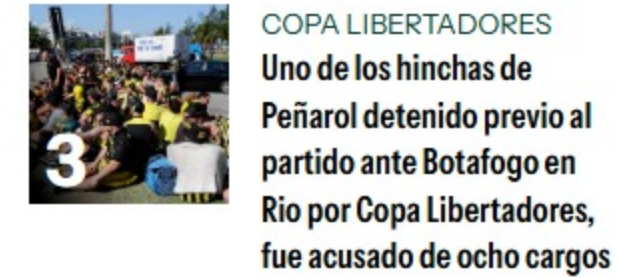 COPA LIBERTADORES
Uno de los hinchas de
Peñarol detenido previo al
partido ante Botafogo en
Rio por Copa Libertadores,
fue acusado de ocho cargos
3